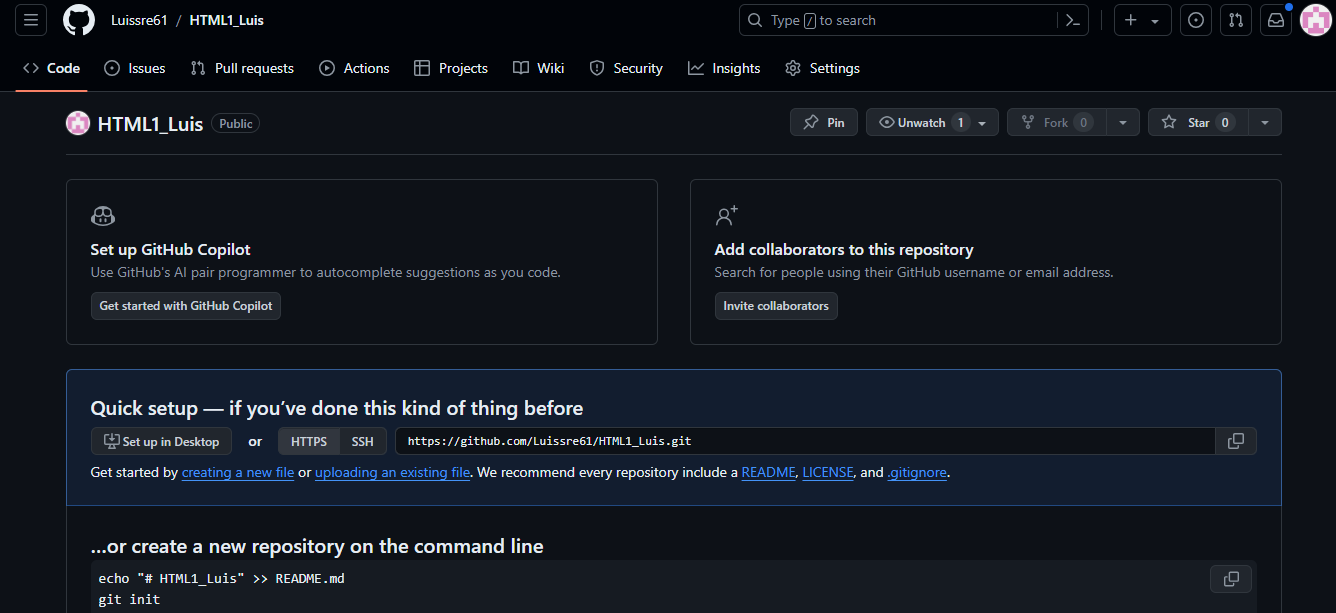 Luissre61 / HTML1_Luis
Type / to search
Code Issues Pull requests Actions Projects Wiki Security Insights Settings
HTML1_Luis Public Pin Unwatch 1 Fork 0 Star 0
Set up GitHub Copilot
Use GitHub's AI pair programmer to autocomplete suggestions as you code.
Get started with GitHub Copilot
Add collaborators to this repository
Search for people using their GitHub username or email address.
Invite collaborators
Quick setup — if you’ve done this kind of thing before
Set up in Desktop or HTTPS SSH https://github.com/Luissre61/HTML1_Luis.git
Get started by creating a new file or uploading an existing file. We recommend every repository include a README, LICENSE, and .gitignore.
…or create a new repository on the command line
echo "# HTML1_Luis" >> README.md
git init